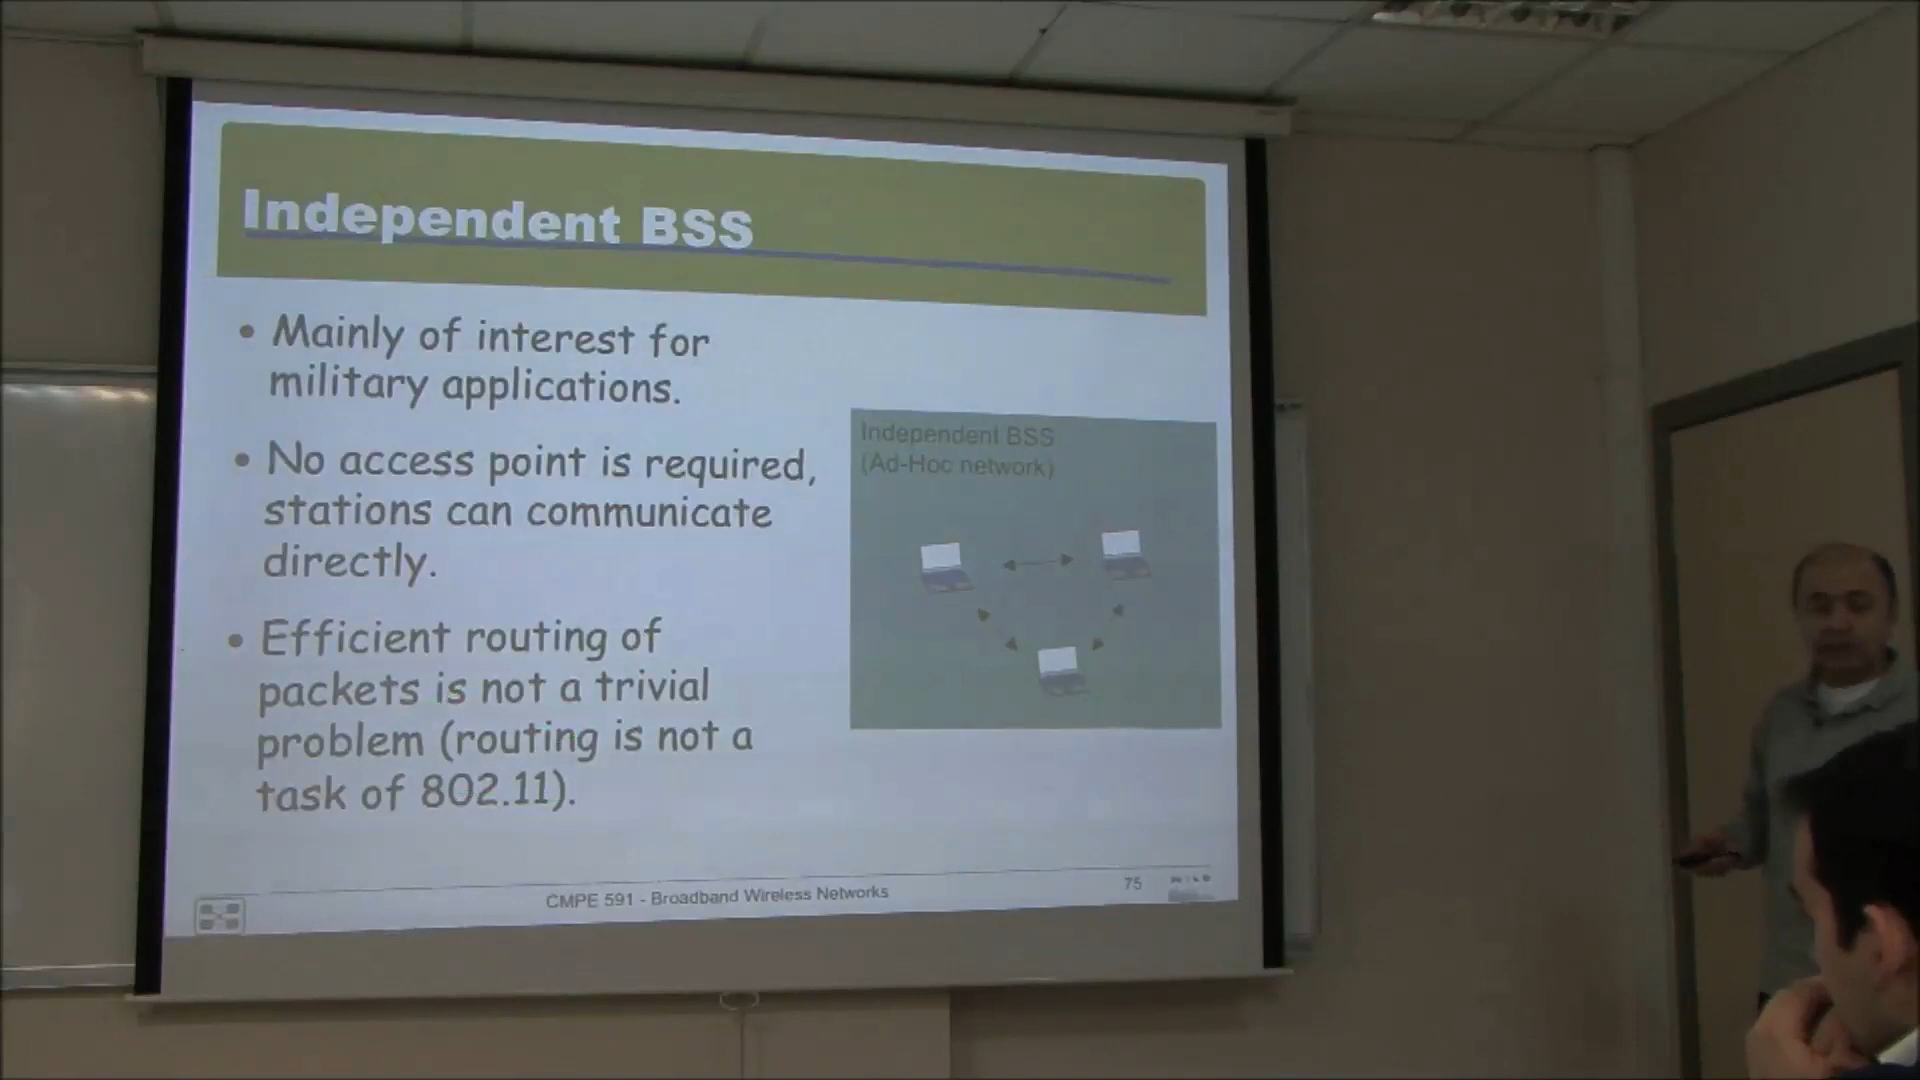 Independent BSS
• Mainly of interest for
military applications.
• No access point is required,
stations can communicate
directly.
• Efficient routing of
packets is not a trivial
problem (routing is not a
task of 802.11).
Independent BSS
(Ad-Hoc network)
CMPE 591 - Broadband Wireless Networks
75